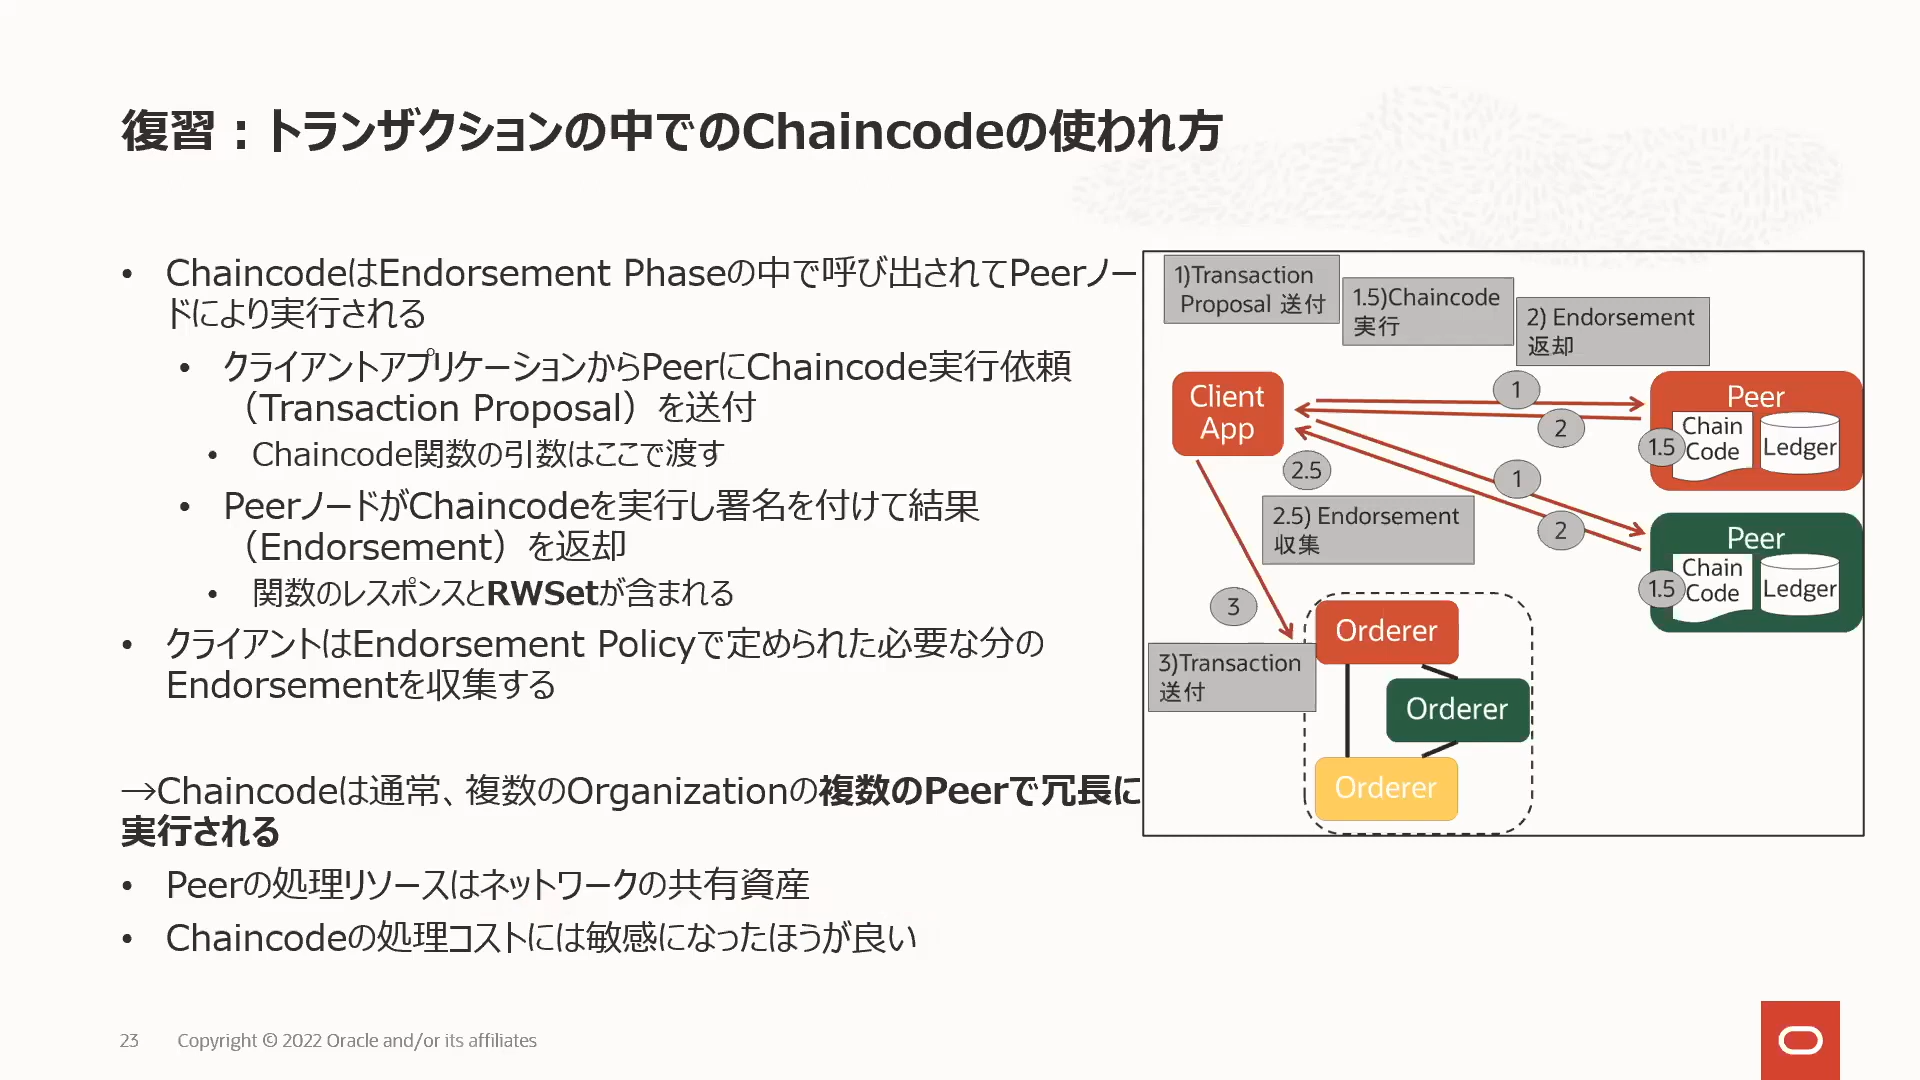 復習：トランザクションの中でのChaincodeの使われ方
• ChaincodeはEndorsement Phaseの中で呼び出されてPeerノー
ドにより実行される
• クライアントアプリケーションからPeerにChaincode実行依頼
（Transaction Proposal）を送付
• Chaincode関数の引数はここで渡す
• PeerノードがChaincodeを実行し署名を付けて結果
（Endorsement）を返却
• 関数のレスポンスとRWSetが含まれる
• クライアントはEndorsement Policyで定められた必要な分の
Endorsementを収集する
→Chaincodeは通常、複数のOrganizationの複数のPeerで冗長に
実行される
• Peerの処理リソースはネットワークの共有資産
• Chaincodeの処理コストには敏感になったほうが良い
1)Transaction
Proposal 送付
1.5)Chaincode
実行
2) Endorsement
返却
Client
App
1
2
Peer
Chain
Code
Ledger
1.5
2.5
1
2
2.5) Endorsement
収集
Peer
Chain
Code
Ledger
1.5
3
3)Transaction
送付
Orderer
Orderer
Orderer
23
Copyright © 2022 Oracle and/or its affiliates